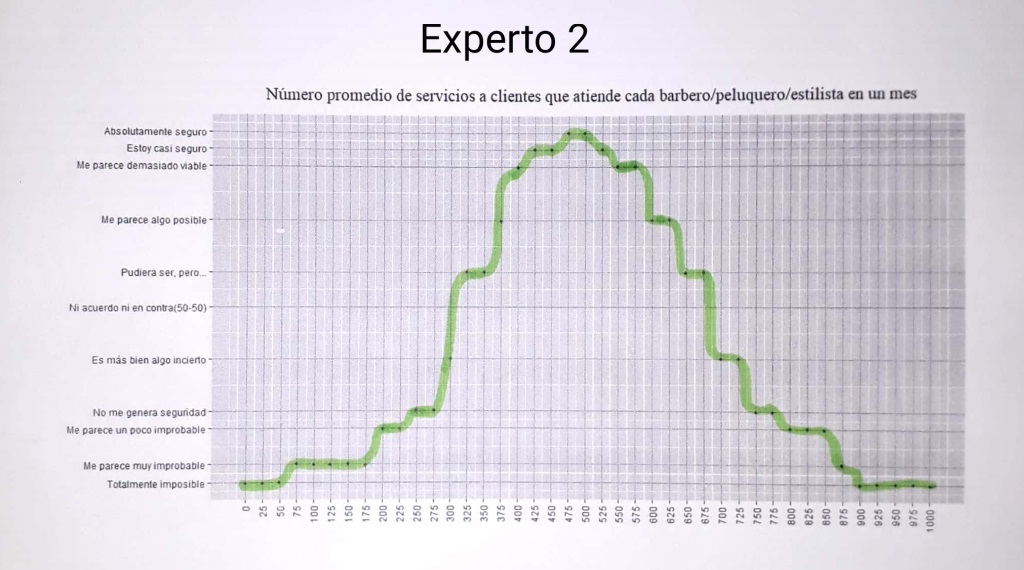 Experto 2
Número promedio de servicios a clientes que atiende cada barbero/peluquero/estilista en un mes
Absolutamente seguro
Estoy casi seguro
Me parece demasiado viable
Me parece algo posible
Pudiera ser, pero...
Ni acuerdo ni en contra(50-50)
Es más bien algo incierto
No me genera seguridad
Me parece un poco improbable
Me parece muy improbable
Totalmente imposible
0 25 50 75 100 125 150 175 200 225 250 275 300 325 350 375 400 425 450 475 500 525 550 575 600 625 650 675 700 725 750 775 800 825 850 875 900 925 950 975 1000